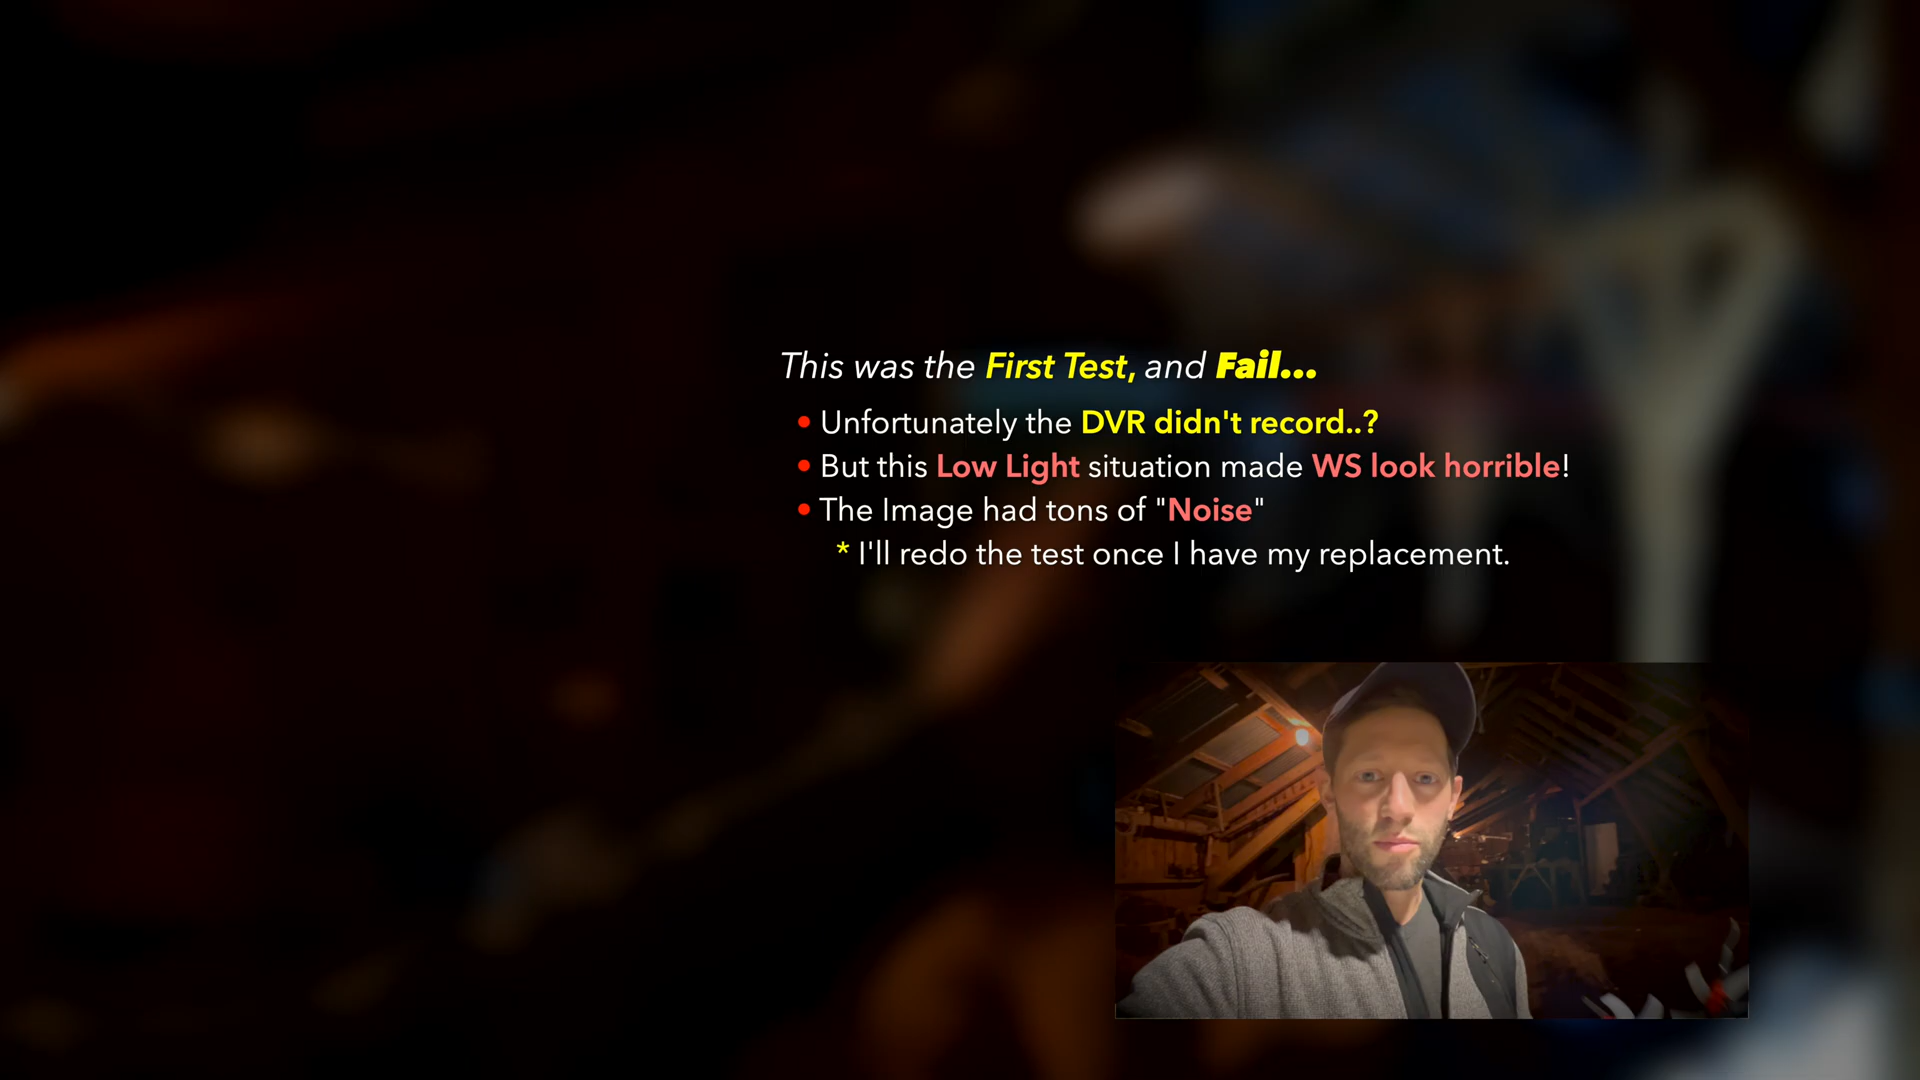 This was the First Test, and Fail...
• Unfortunately the DVR didn't record..?
• But this Low Light situation made WS look horrible!
• The Image had tons of "Noise"
* I'll redo the test once I have my replacement.